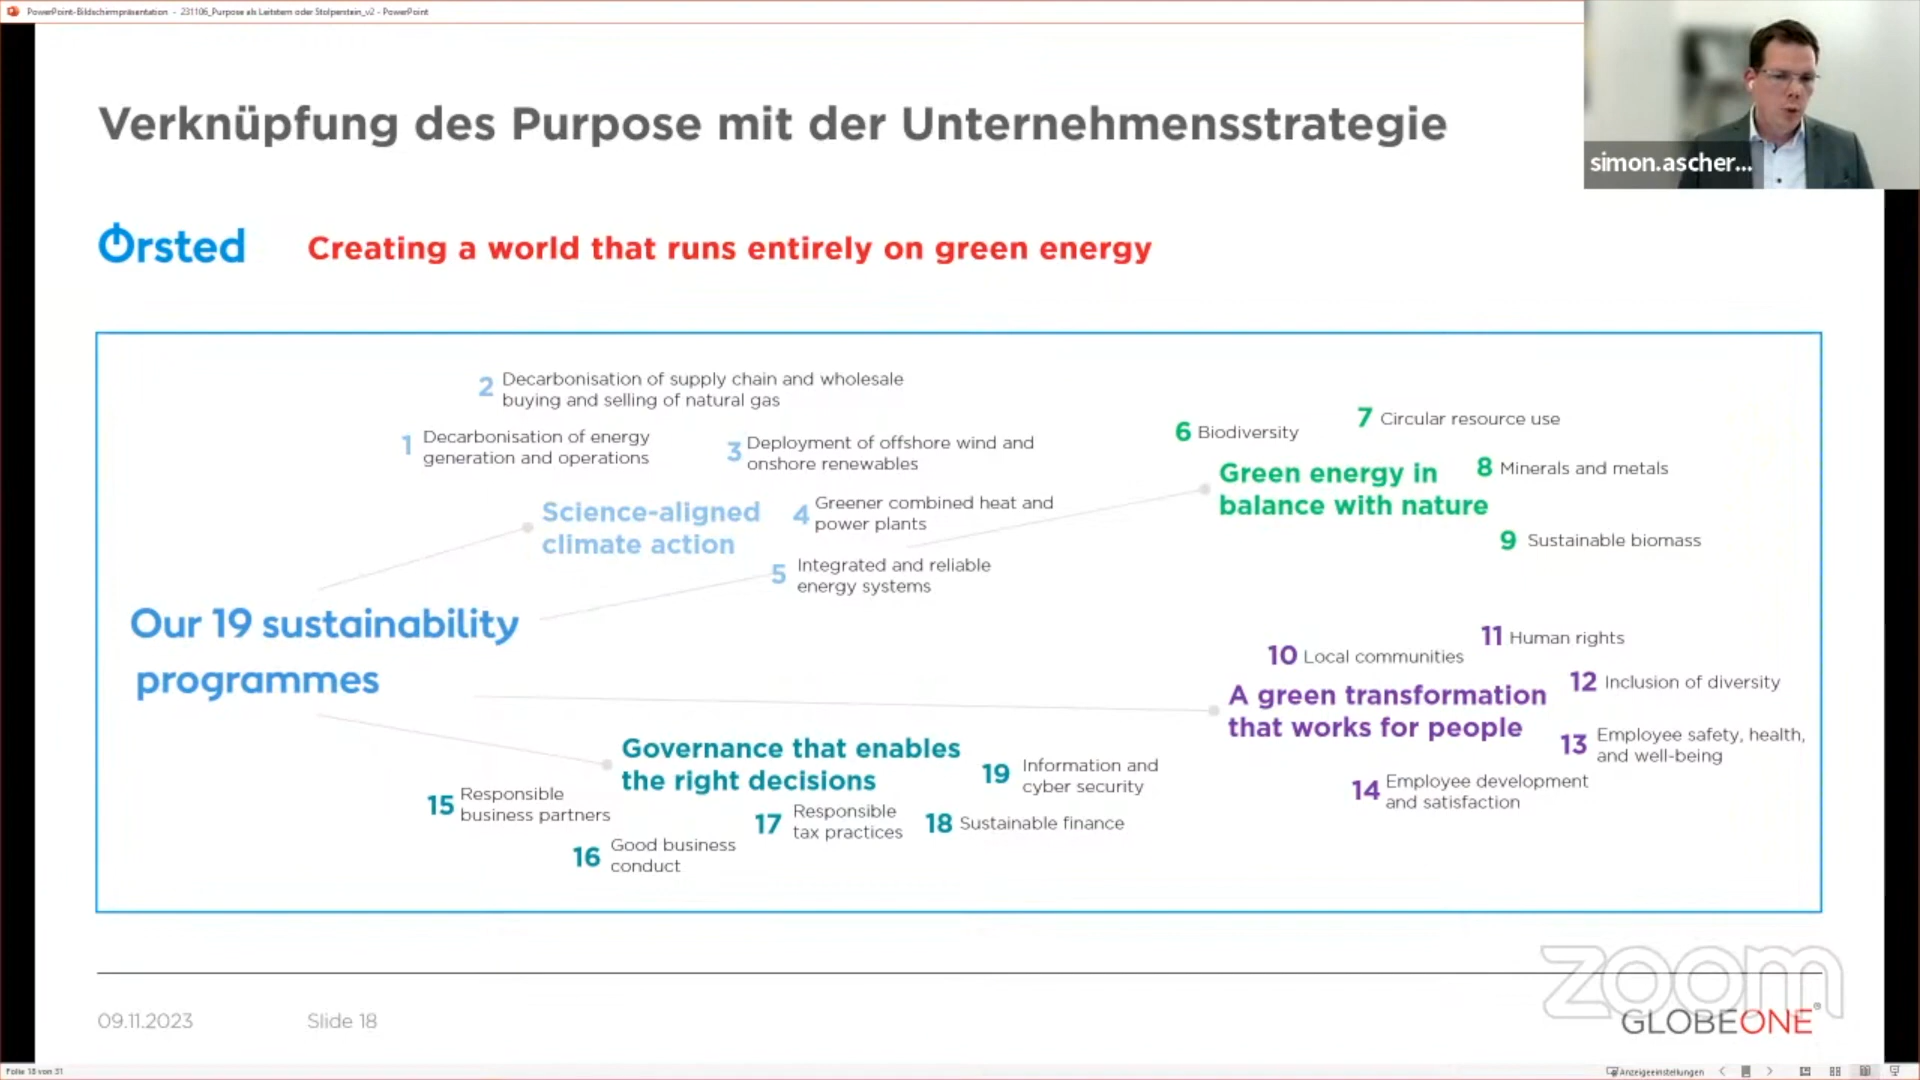 PowerPoint-Bildschirmpräsentation - 231106_Purpose als Leitstern oder Stolperstein_v2 - PowerPoint
simon.ascher...
Verknüpfung des Purpose mit der Unternehmensstrategie
Ørsted
Creating a world that runs entirely on green energy
2 Decarbonisation of supply chain and wholesale
buying and selling of natural gas
1 Decarbonisation of energy
generation and operations
3 Deployment of offshore wind and
onshore renewables
Science-aligned
climate action
4 Greener combined heat and
power plants
5 Integrated and reliable
energy systems
6 Biodiversity
7 Circular resource use
Green energy in
balance with nature
8 Minerals and metals
9 Sustainable biomass
Our 19 sustainability
programmes
10 Local communities
11 Human rights
A green transformation
that works for people
12 Inclusion of diversity
13 Employee safety, health,
and well-being
14 Employee development
and satisfaction
Governance that enables
the right decisions
15 Responsible
business partners
16 Good business
conduct
17 Responsible
tax practices
18 Sustainable finance
19 Information and
cyber security
zoom
09.11.2023
Slide 18
GLOBEONE®
Folie 18 von 31
Anzeigeeinstellungen